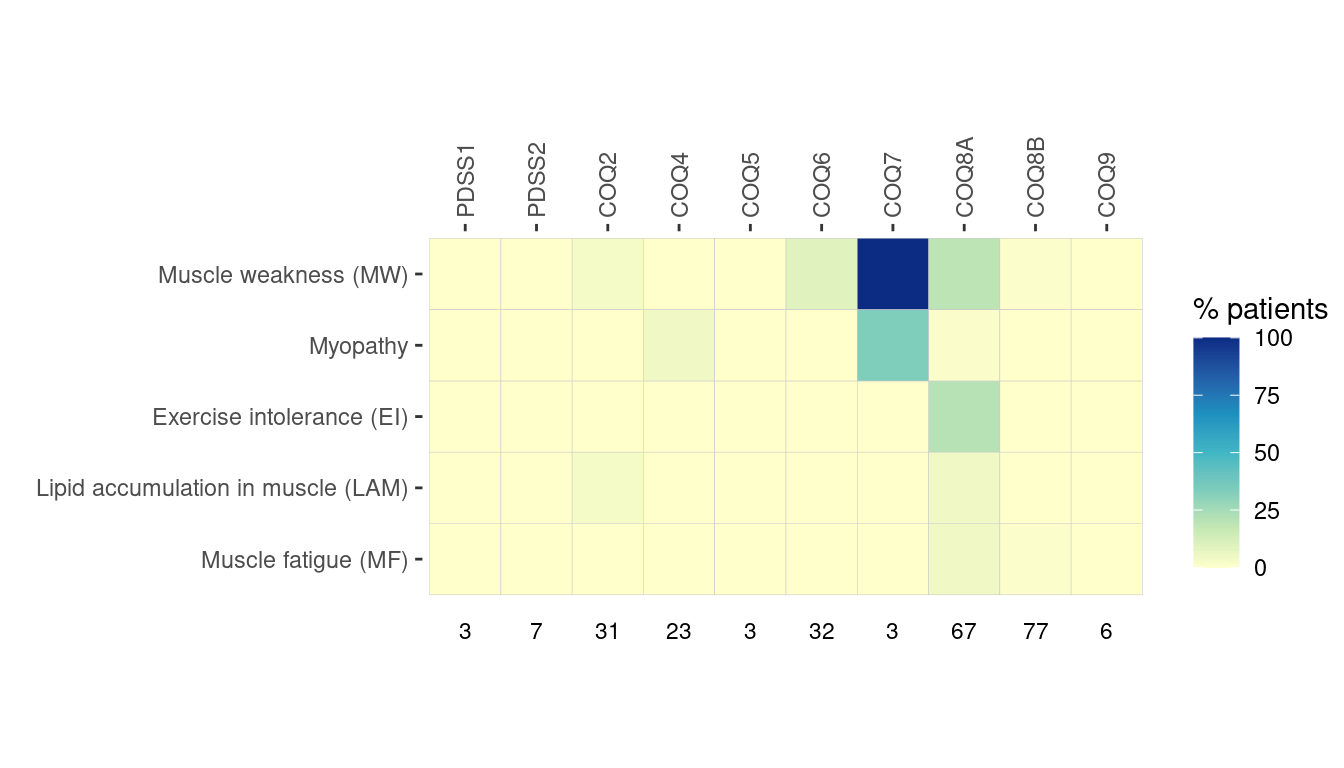 PDSS1
PDSS2
COQ2
COQ4
COQ5
COQ6
COQ7
COQ8A
COQ8B
COQ9
Muscle weakness (MW)
Myopathy
Exercise intolerance (EI)
Lipid accumulation in muscle (LAM)
Muscle fatigue (MF)
3 7 31 23 3 32 3 67 77 6
% patients
100
75
50
25
0